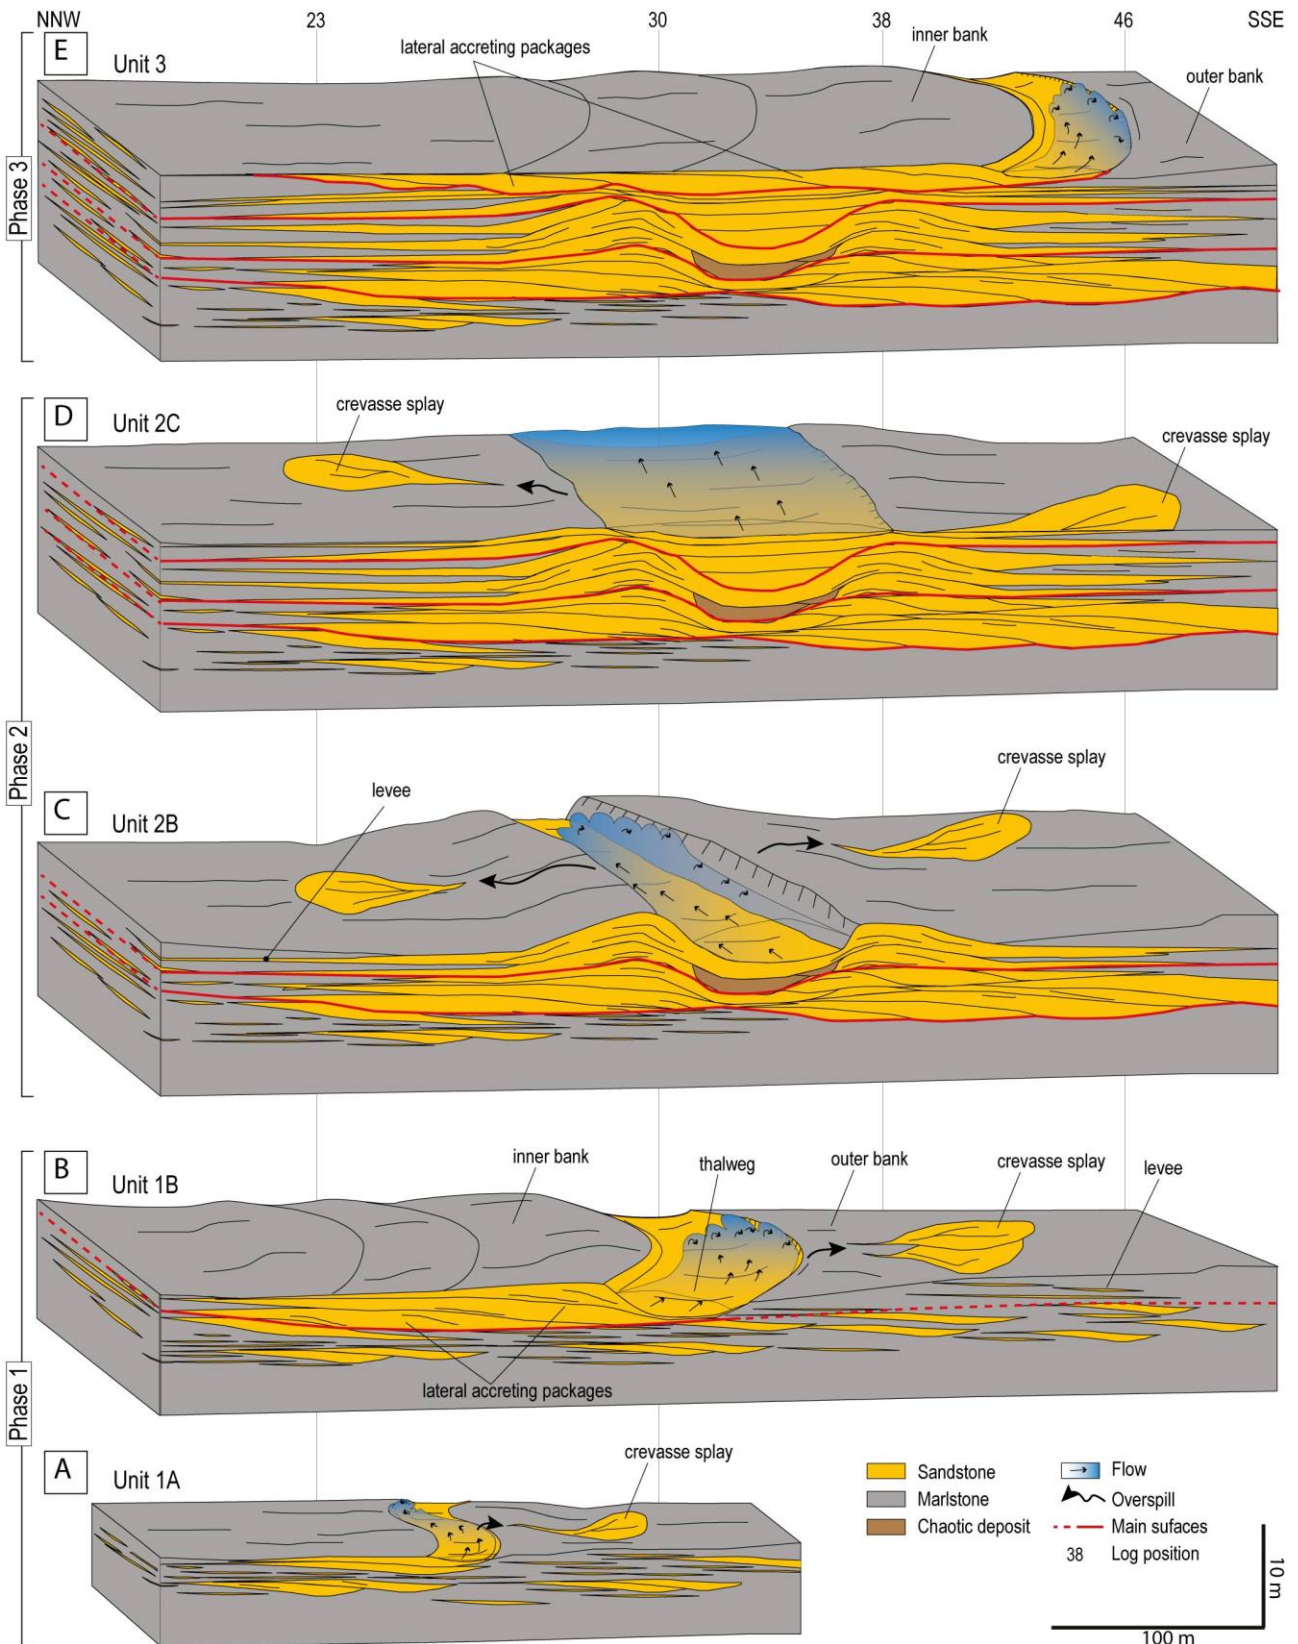 NNW 23 30 38 46 SSE
E Unit 3
lateral accreting packages
inner bank
outer bank
Phase 3
D Unit 2C
crevasse splay
crevasse splay
Phase 2
C Unit 2B
levee
crevasse splay
B Unit 1B
inner bank
thalweg
outer bank
crevasse splay
levee
lateral accreting packages
Phase 1
A Unit 1A
crevasse splay
Sandstone
Marlstone
Chaotic deposit
Flow
Overspill
Main sufaces
38 Log position
10 m
100 m